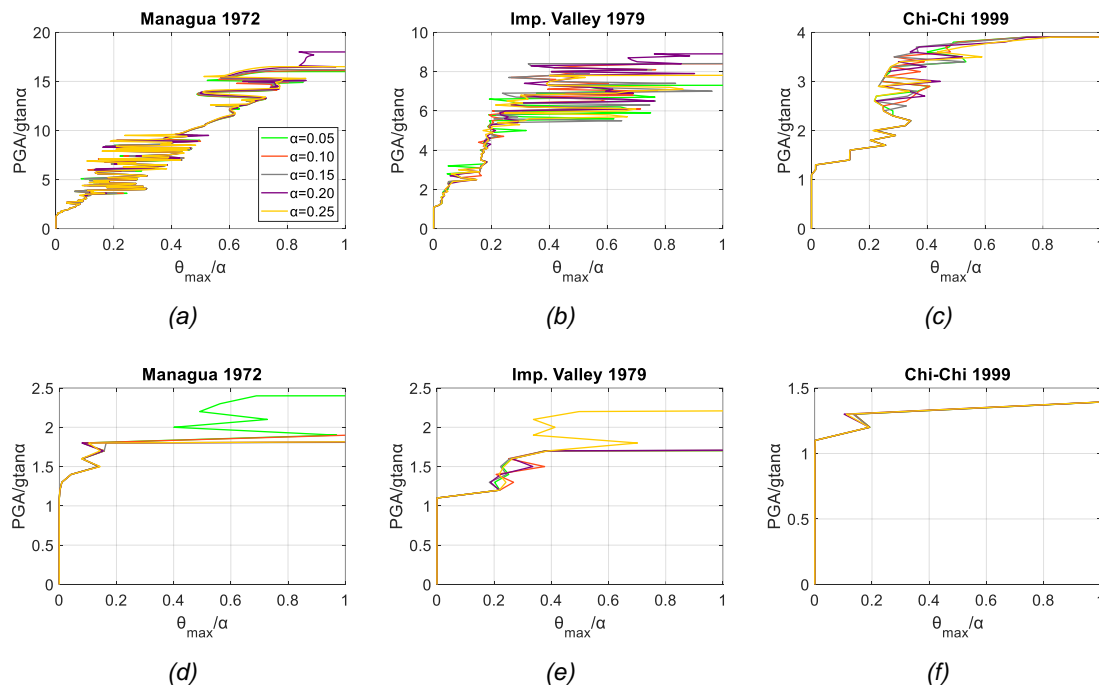 Managua 1972
Imp. Valley 1979
Chi-Chi 1999
20
15
10
5
0
PGA/gtanα
0 0.2 0.4 0.6 0.8 1
θmax/α
α=0.05
α=0.10
α=0.15
α=0.20
α=0.25
10
8
6
4
2
0
PGA/gtanα
0 0.2 0.4 0.6 0.8 1
θmax/α
4
3
2
1
0
PGA/gtanα
0 0.2 0.4 0.6 0.8 1
θmax/α
(a)
(b)
(c)
Managua 1972
Imp. Valley 1979
Chi-Chi 1999
2.5
2
1.5
1
0.5
0
PGA/gtanα
0 0.2 0.4 0.6 0.8 1
θmax/α
2.5
2
1.5
1
0.5
0
PGA/gtanα
0 0.2 0.4 0.6 0.8 1
θmax/α
1.5
1
0.5
0
PGA/gtanα
0 0.2 0.4 0.6 0.8 1
θmax/α
(d)
(e)
(f)